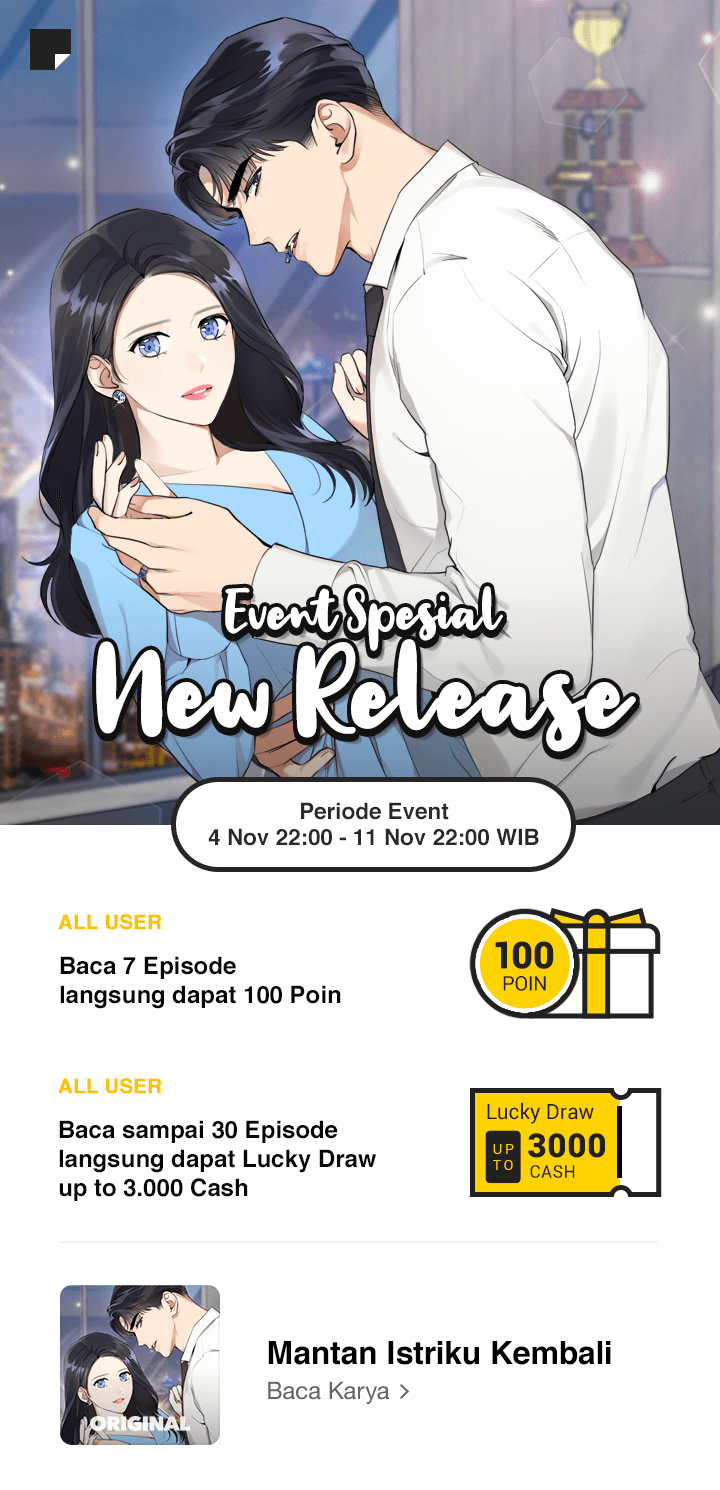 Event Spesial
New Release
Periode Event
4 Nov 22:00 - 11 Nov 22:00 WIB
ALL USER
Baca 7 Episode
langsung dapat 100 Poin
100
POIN
ALL USER
Baca sampai 30 Episode
langsung dapat Lucky Draw
up to 3.000 Cash
Lucky Draw
UP TO
3000
CASH
ORIGINAL
Mantan Istriku Kembali
Baca Karya >